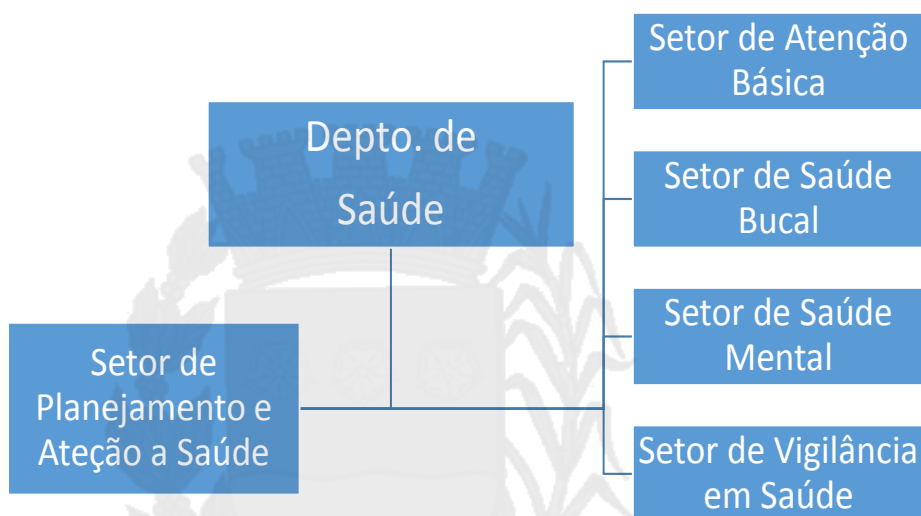 Setor de Atenção
Básica
Depto. de
Saúde
Setor de Saúde
Bucal
Setor de Saúde
Mental
Setor de
Planejamento e
Ateção a Saúde
Setor de Vigilância
em Saúde